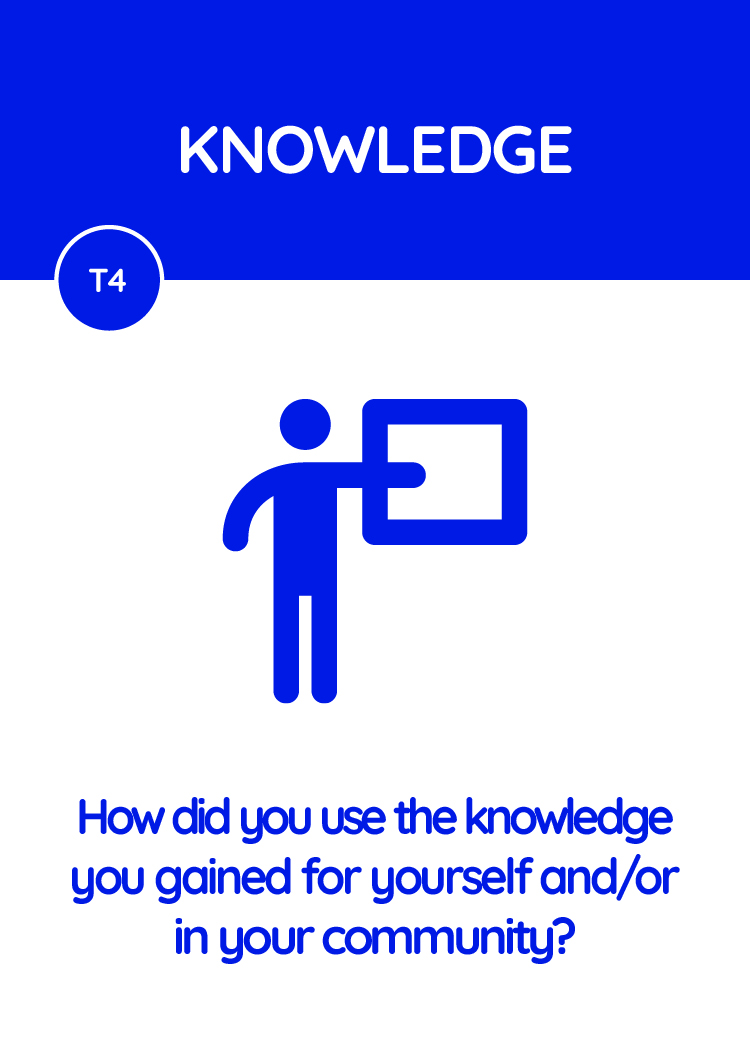 KNOWLEDGE
T4
How did you use the knowledge
you gained for yourself and/or
in your community?